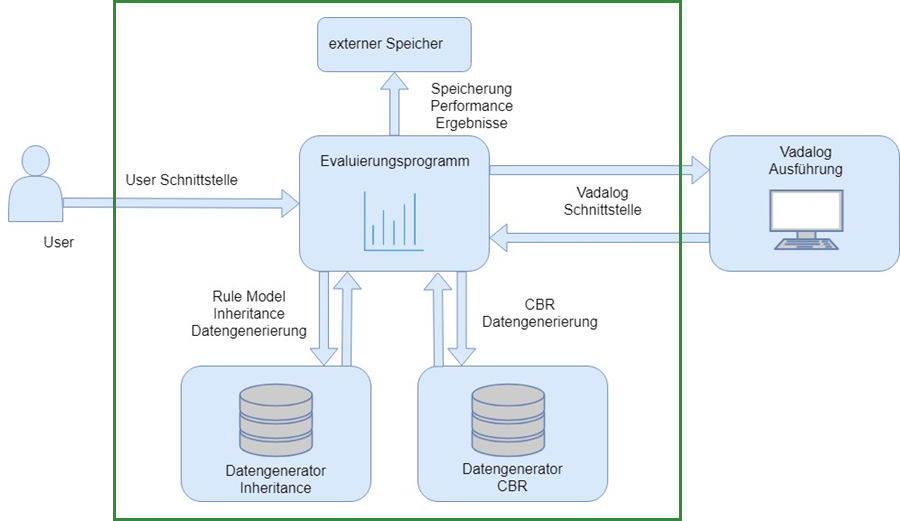 externer Speicher
Speicherung
Performance
Ergebnisse
Evaluierungsprogramm
Vadalog
Ausführung
User Schnittstelle
Vadalog
Schnittstelle
User
Rule Model
Inheritance
Datengenerierung
CBR
Datengenerierung
Datengenerator
Inheritance
Datengenerator
CBR